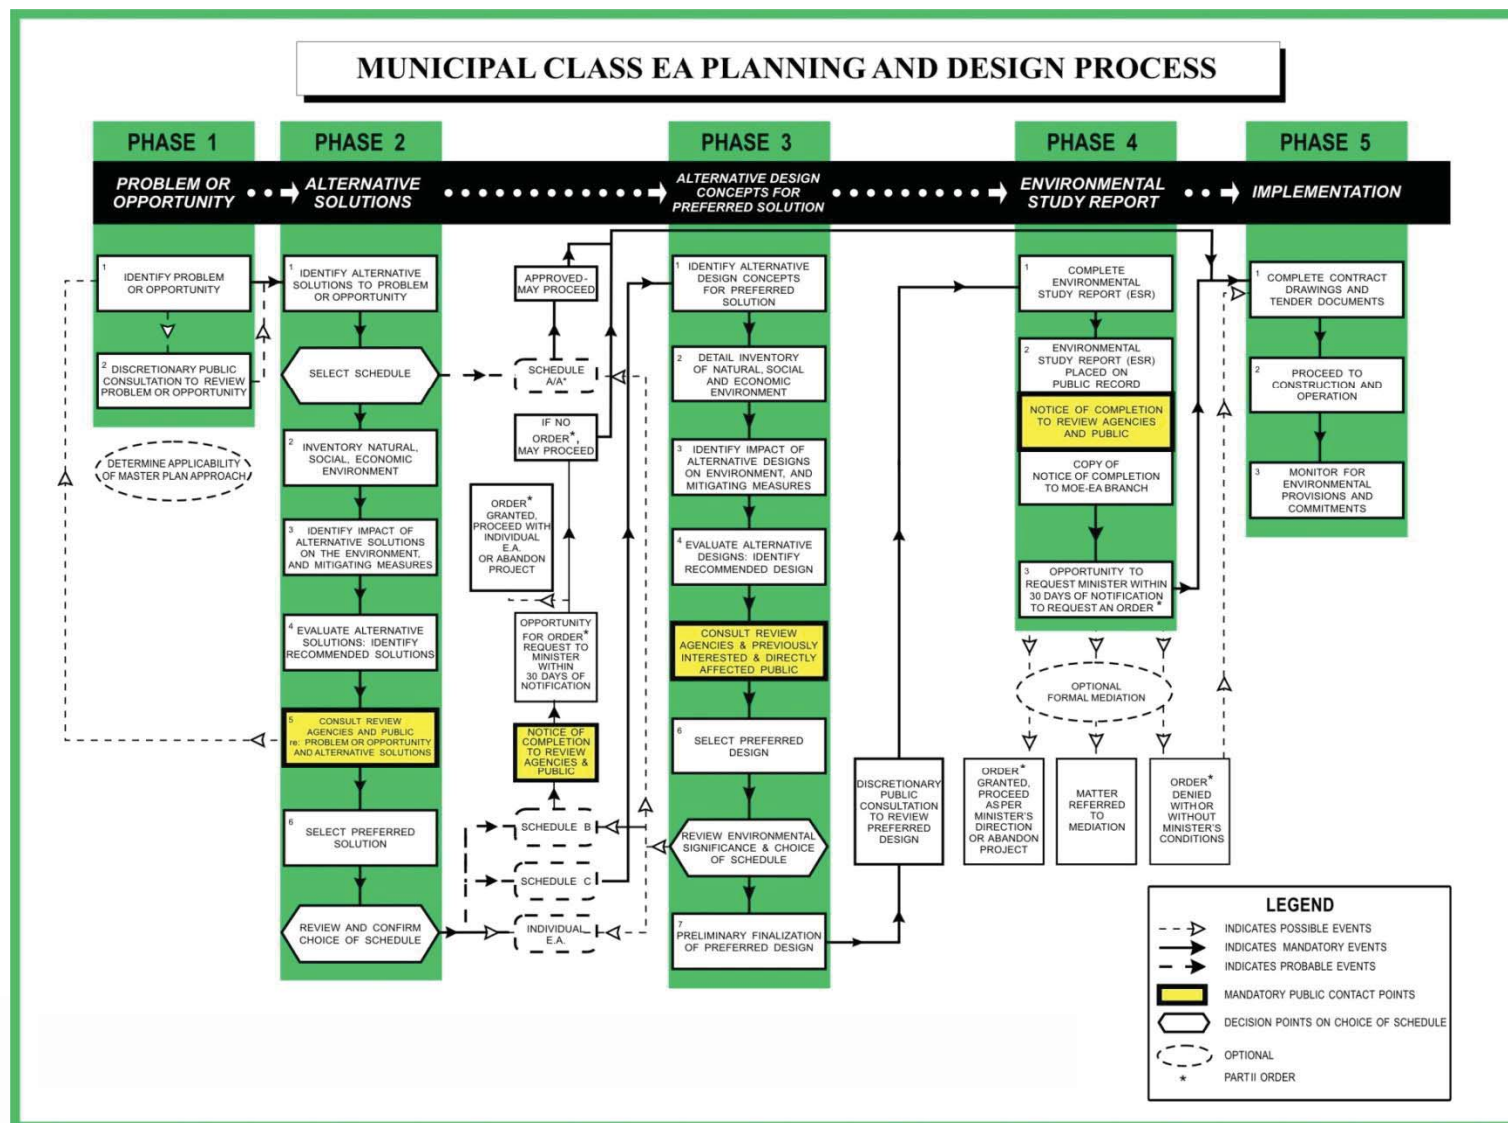 MUNICIPAL CLASS EA PLANNING AND DESIGN PROCESS
PHASE 1
PROBLEM OR
OPPORTUNITY
1
IDENTIFY PROBLEM
OR OPPORTUNITY
2
DISCRETIONARY PUBLIC
CONSULTATION TO REVIEW
PROBLEM OR OPPORTUNITY
DETERMINE APPLICABILITY
OF MASTER PLAN APPROACH
PHASE 2
ALTERNATIVE
SOLUTIONS
1
IDENTIFY ALTERNATIVE
SOLUTIONS TO PROBLEM
OR OPPORTUNITY
SELECT SCHEDULE
2
INVENTORY NATURAL,
SOCIAL, ECONOMIC
ENVIRONMENT
3
IDENTIFY IMPACT OF
ALTERNATIVE SOLUTIONS
ON THE ENVIRONMENT,
AND MITIGATING MEASURES
4
EVALUATE ALTERNATIVE
SOLUTIONS: IDENTIFY
RECOMMENDED SOLUTIONS
5
CONSULT REVIEW
AGENCIES AND PUBLIC
re: PROBLEM OR OPPORTUNITY
AND ALTERNATIVE SOLUTIONS
6
SELECT PREFERRED
SOLUTION
REVIEW AND CONFIRM
CHOICE OF SCHEDULE
APPROVED-
MAY PROCEED
SCHEDULE
A/A+
IF NO
ORDER*,
MAY PROCEED
ORDER*
GRANTED,
PROCEED WITH
INDIVIDUAL
E.A.
OR ABANDON
PROJECT
OPPORTUNITY
FOR ORDER*
REQUEST TO
MINISTER
WITHIN
30 DAYS OF
NOTIFICATION
NOTICE OF
COMPLETION
TO REVIEW
AGENCIES &
PUBLIC
SCHEDULE B
SCHEDULE C
INDIVIDUAL
E.A.
PHASE 3
ALTERNATIVE DESIGN
CONCEPTS FOR
PREFERRED SOLUTION
1
IDENTIFY ALTERNATIVE
DESIGN CONCEPTS
FOR PREFERRED
SOLUTION
2
DETAIL INVENTORY
OF NATURAL, SOCIAL
AND ECONOMIC
ENVIRONMENT
3
IDENTIFY IMPACT OF
ALTERNATIVE DESIGNS
ON ENVIRONMENT, AND
MITIGATING MEASURES
4
EVALUATE ALTERNATIVE
DESIGNS: IDENTIFY
RECOMMENDED DESIGN
CONSULT REVIEW
AGENCIES & PREVIOUSLY
INTERESTED & DIRECTLY
AFFECTED PUBLIC
6
SELECT PREFERRED
DESIGN
REVIEW ENVIRONMENTAL
SIGNIFICANCE & CHOICE
OF SCHEDULE
7
PRELIMINARY FINALIZATION
OF PREFERRED DESIGN
DISCRETIONARY
PUBLIC
CONSULTATION
TO REVIEW
PREFERRED
DESIGN
PHASE 4
ENVIRONMENTAL
STUDY REPORT
1
COMPLETE
ENVIRONMENTAL
STUDY REPORT (ESR)
2
ENVIRONMENTAL
STUDY REPORT (ESR)
PLACED ON
PUBLIC RECORD
NOTICE OF COMPLETION
TO REVIEW AGENCIES
AND PUBLIC
COPY OF
NOTICE OF COMPLETION
TO MOE-EA BRANCH
3
OPPORTUNITY TO
REQUEST MINISTER WITHIN
30 DAYS OF NOTIFICATION
TO REQUEST AN ORDER *
OPTIONAL
FORMAL MEDIATION
ORDER*
GRANTED,
PROCEED
AS PER
MINISTER'S
DIRECTION
OR ABANDON
PROJECT
MATTER
REFERRED
TO
MEDIATION
ORDER*
DENIED
WITH OR
WITHOUT
MINISTER'S
CONDITIONS
PHASE 5
IMPLEMENTATION
1
COMPLETE CONTRACT
DRAWINGS AND
TENDER DOCUMENTS
2
PROCEED TO
CONSTRUCTION AND
OPERATION
3
MONITOR FOR
ENVIRONMENTAL
PROVISIONS AND
COMMITMENTS
LEGEND
INDICATES POSSIBLE EVENTS
INDICATES MANDATORY EVENTS
INDICATES PROBABLE EVENTS
MANDATORY PUBLIC CONTACT POINTS
DECISION POINTS ON CHOICE OF SCHEDULE
OPTIONAL
* PART II ORDER